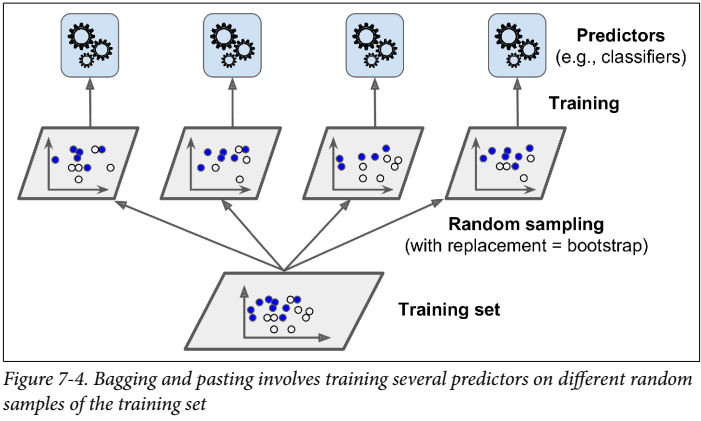 Predictors
(e.g., classifiers)
Training
Random sampling
(with replacement = bootstrap)
Training set
Figure 7-4. Bagging and pasting involves training several predictors on different random
samples of the training set